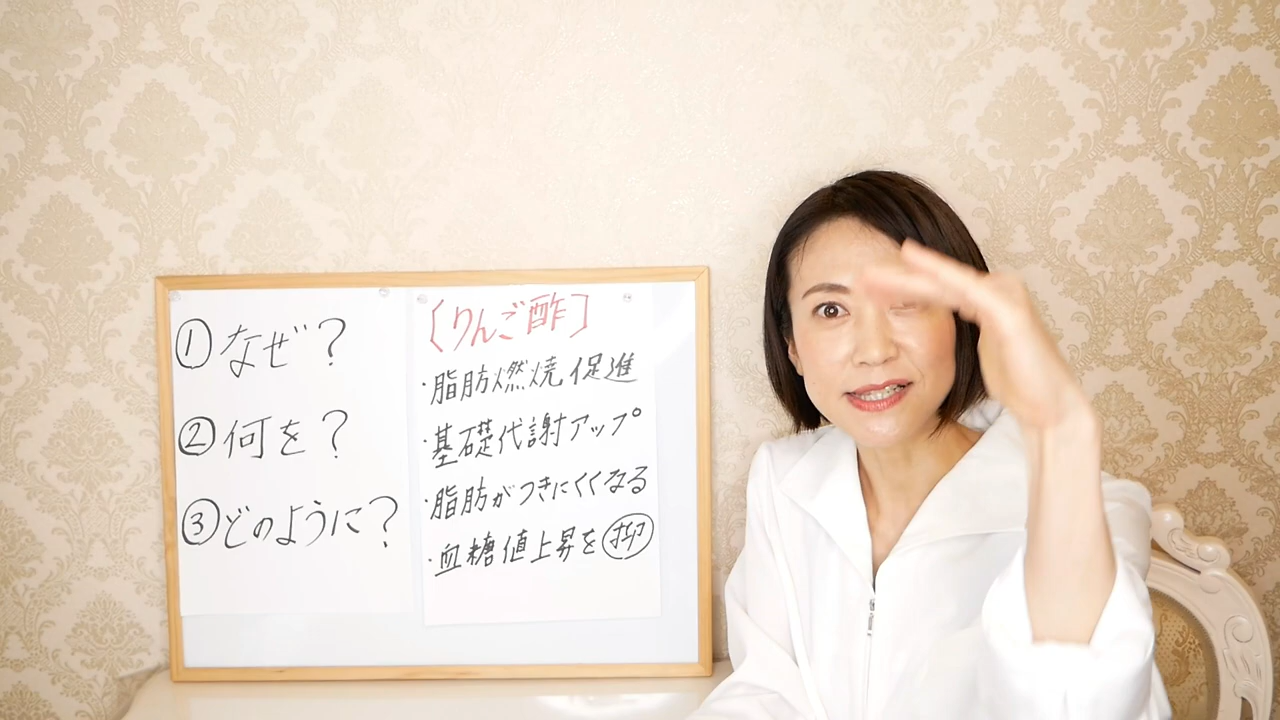 ①なぜ?
②何を?
③どのように?
[りんご酢]
・脂肪燃焼促進
・基礎代謝アップ
・脂肪がつきにくくなる
・血糖値上昇を㊥抑